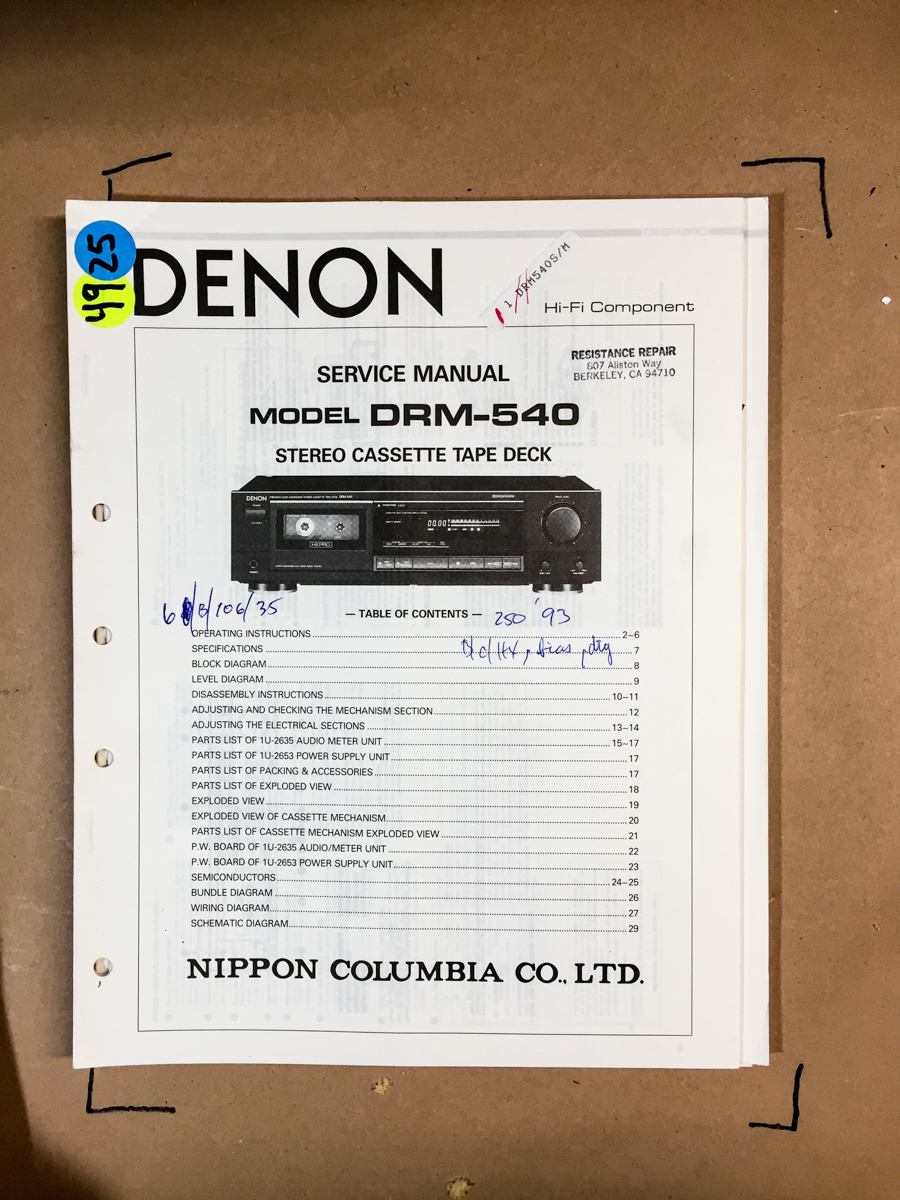 25
49
DENON
1 DRM540S/M
Hi-Fi Component
RESISTANCE REPAIR
807 Allston Way
BERKELEY, CA 94710
SERVICE MANUAL
MODEL DRM-540
STEREO CASSETTE TAPE DECK
DENON
00.00
HX PRO
— TABLE OF CONTENTS —
250 '93
OPERATING INSTRUCTIONS 2~6
SPECIFICATIONS 7
BLOCK DIAGRAM 8
LEVEL DIAGRAM 9
DISASSEMBLY INSTRUCTIONS 10~11
ADJUSTING AND CHECKING THE MECHANISM SECTION 12
ADJUSTING THE ELECTRICAL SECTIONS 13~14
PARTS LIST OF 1U-2635 AUDIO METER UNIT 15~17
PARTS LIST OF 1U-2653 POWER SUPPLY UNIT 17
PARTS LIST OF PACKING & ACCESSORIES 17
PARTS LIST OF EXPLODED VIEW 18
EXPLODED VIEW 19
EXPLODED VIEW OF CASSETTE MECHANISM 20
PARTS LIST OF CASSETTE MECHANISM EXPLODED VIEW 21
P.W. BOARD OF 1U-2635 AUDIO/METER UNIT 22
P.W. BOARD OF 1U-2653 POWER SUPPLY UNIT 23
SEMICONDUCTORS 24~25
BUNDLE DIAGRAM 26
WIRING DIAGRAM 27
SCHEMATIC DIAGRAM 29
NIPPON COLUMBIA CO., LTD.